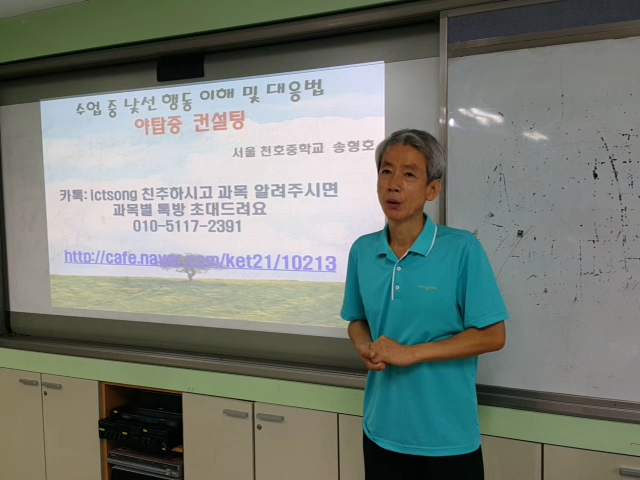 수업 중 낯선 행동 이해 및 대응법
야탑중 컨설팅
서울 천호중학교 송형호
카톡: ictsong 친추하시고 과목 알려주시면
과목별 톡방 초대드려요
010-5117-2391
http://cafe.naver.com/ket21/10213